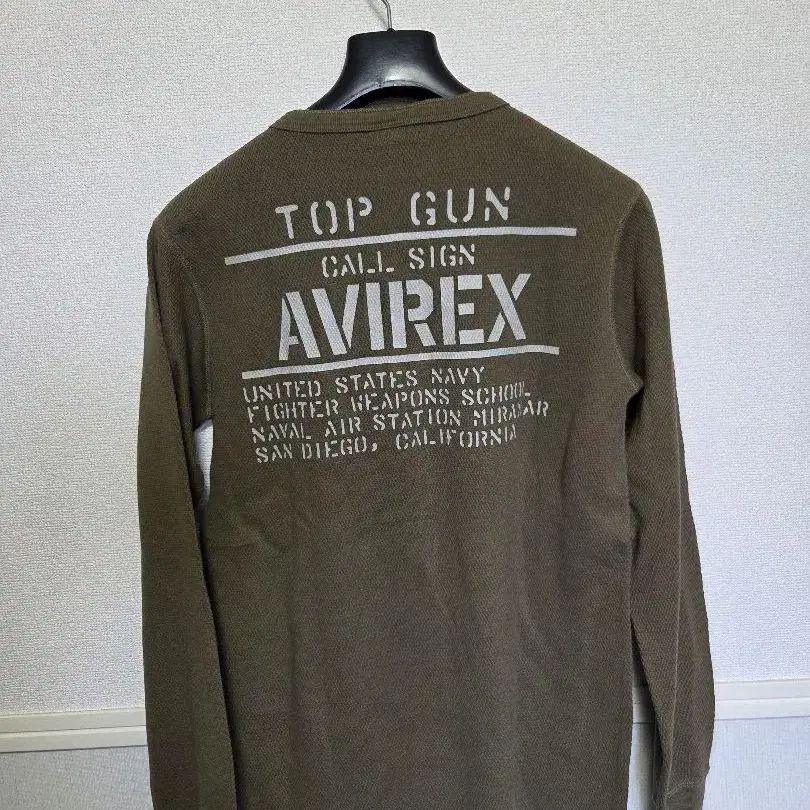 TOP GUN
CALL SIGN
AVIREX
UNITED STATES NAVY
FIGHTER WEAPONS SCHOOL
NAVAL AIR STATION MIRAMAR
SAN DIEGO, CALIFORNIA